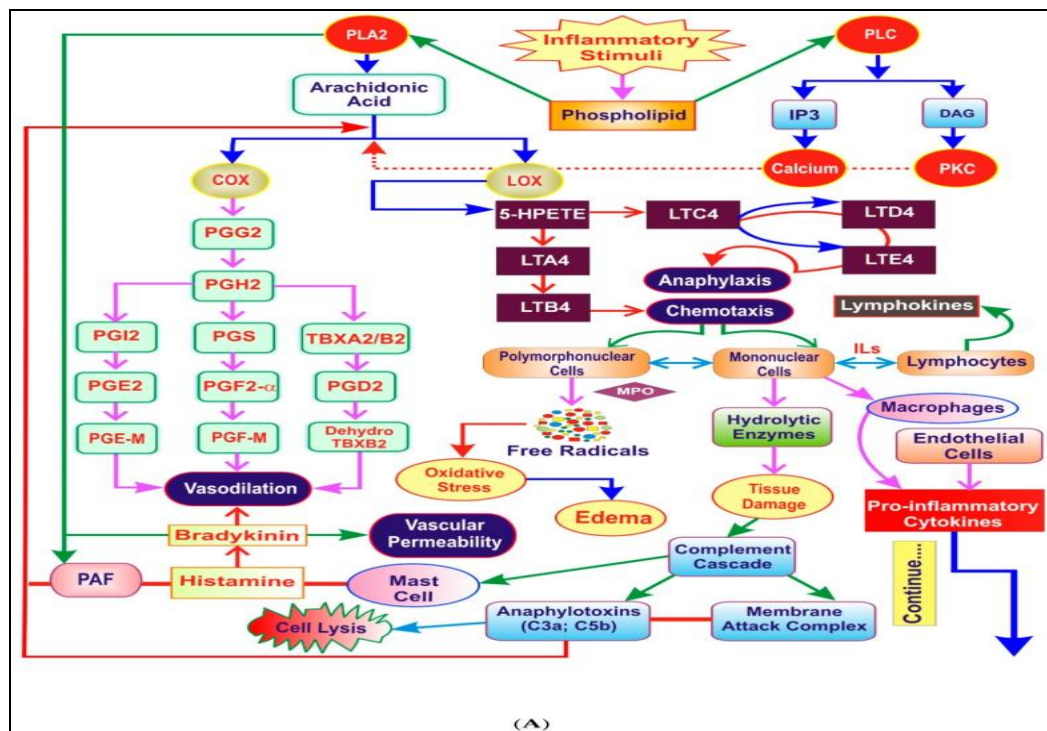 PLA2
Inflammatory
Stimuli
PLC
Arachidonic
Acid
Phospholipid
IP3
DAG
COX
LOX
Calcium
PKC
5-HPETE
LTC4
LTD4
PGG2
LTA4
LTE4
PGH2
Anaphylaxis
LTB4
Chemotaxis
Lymphokines
PGI2
PGS
TBXA2/B2
Polymorphonuclear
Cells
Mononuclear
Cells
ILs
Lymphocytes
PGE2
PGF2-α
PGD2
MPO
Macrophages
Hydrolytic
Enzymes
PGE-M
PGF-M
Dehydro
TBXB2
Free Radicals
Endothelial
Cells
Oxidative
Stress
Tissue
Damage
Vasodilation
Edema
Pro-inflammatory
Cytokines
Bradykinin
Vascular
Permeability
Complement
Cascade
PAF
Histamine
Mast
Cell
Continue....
Cell Lysis
Anaphylotoxins
(C3a; C5b)
Membrane
Attack Complex
(A)